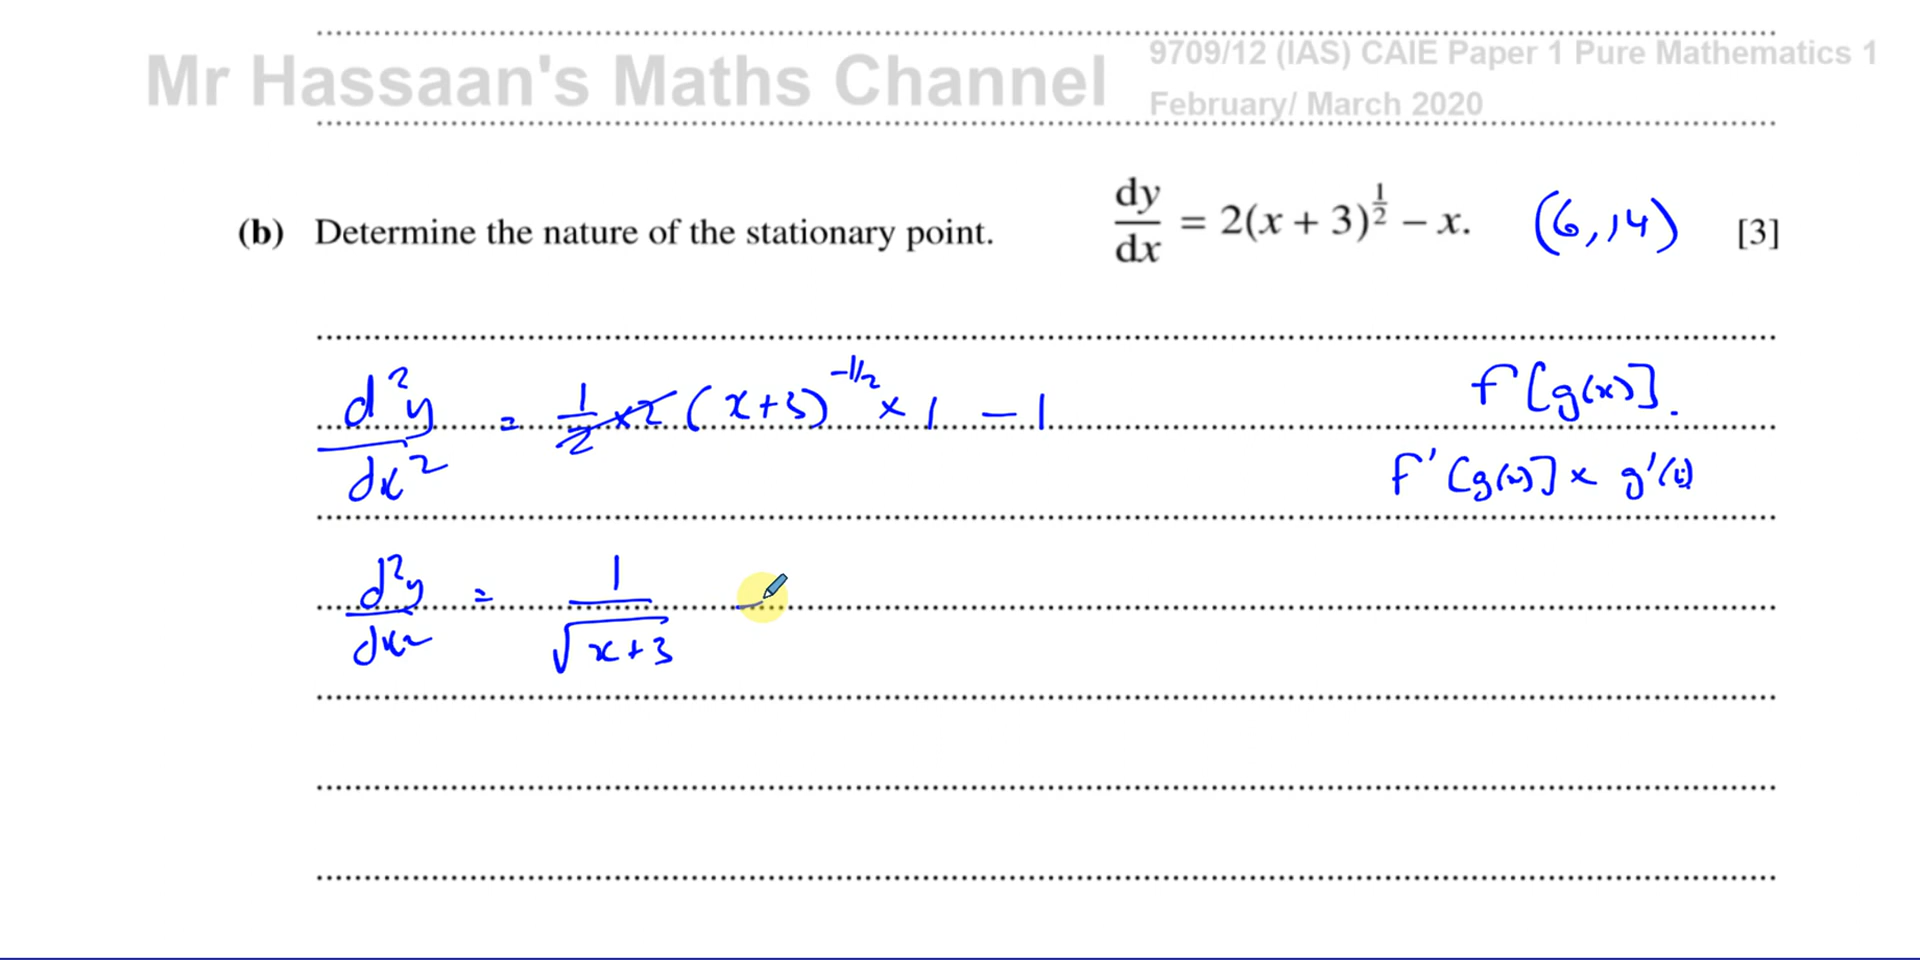 Mr Hassaan's Maths Channel
9709/12 (IAS) CAIE Paper 1 Pure Mathematics 1
February/ March 2020
(b) Determine the nature of the stationary point. dy/dx = 2(x + 3)^1/2 − x. (6,14) [3]
d²y/dx² = 1/2 × 2 (x+3)^-1/2 × 1 − 1
f[g(x)].
f'[g(x)] × g'(x)
d²y/dx² = 1/√x+3 −